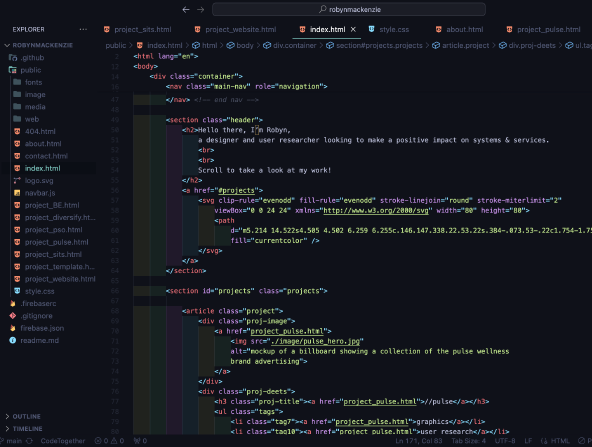 robynmackenzie
EXPLORER
project_sits.html
project_website.html
index.html
style.css
about.html
project_pulse.html
ROBYNMACKENZIE
public > index.html > html > body > div.container > section#projects.projects > article.project > div.proj-deets > ul.tag
.github
public
fonts
image
media
web
404.html
about.html
contact.html
index.html
logo.svg
navbar.js
project_BE.html
project_diversify.ht...
project_pso.html
project_pulse.html
project_sits.html
project_template.h...
project_website.html
style.css
.firebaserc
.gitignore
firebase.json
readme.md
OUTLINE
TIMELINE
<html lang="en">
<body>
<div class="container">
<nav class="main-nav" role="navigation">
</nav> <!-- end nav -->
<section class="header">
<h2>Hello there, I'm Robyn,
a designer and user researcher looking to make a positive impact on systems & services.
<br>
<br>
Scroll to take a look at my work!
</h2>
<a href="#projects">
<svg clip-rule="evenodd" fill-rule="evenodd" stroke-linejoin="round" stroke-miterlimit="2"
viewBox="0 0 24 24" xmlns="http://www.w3.org/2000/svg" width="80" height="80">
<path
d="m5.214 14.522s4.505 4.502 6.259 6.255c.146.147.338.22.53.22s.384-.073.53-.22c1.754-1.75
fill="currentcolor" />
</svg>
</a>
</section>
<section id="projects" class="projects">
<article class="project">
<div class="proj-image">
<a href="project_pulse.html">
<img src="./image/pulse_hero.jpg"
alt="mockup of a billboard showing a collection of the pulse wellness
brand advertising">
</a>
</div>
<div class="proj-deets">
<h3 class="proj-title"><a href="project_pulse.html">//pulse</a></h3>
<ul class="tags">
<li class="tag7"><a href="project_pulse.html">graphics</a></li>
<li class="tag10"><a href="project_pulse.html">user research</a></li>
main
CodeTogether
0
0
0
Ln 171, Col 83
Tab Size: 4
UTF-8
LF
HTML